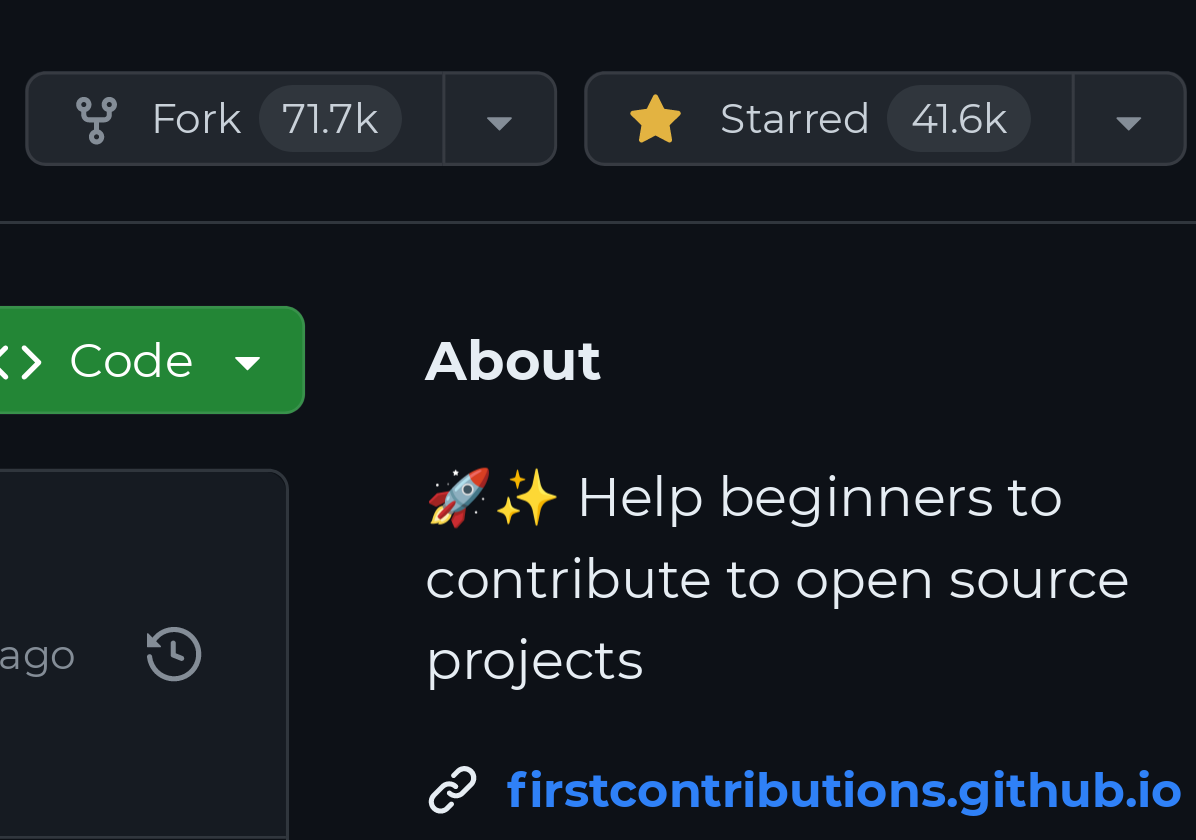 Fork 71.7k Starred 41.6k
Code
About
🚀✨ Help beginners to
contribute to open source
projects
ago
firstcontributions.github.io